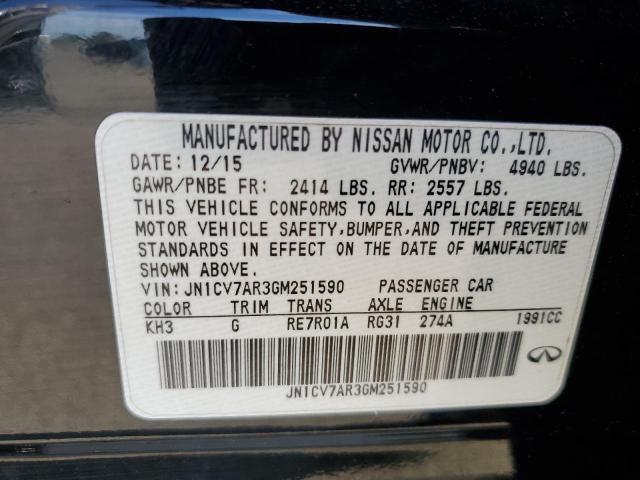 MANUFACTURED BY NISSAN MOTOR CO.,LTD.
DATE: 12/15 GVWR/PNBV: 4940 LBS.
GAWR/PNBE FR: 2414 LBS. RR: 2557 LBS.
THIS VEHICLE CONFORMS TO ALL APPLICABLE FEDERAL
MOTOR VEHICLE SAFETY,BUMPER,AND THEFT PREVENTION
STANDARDS IN EFFECT ON THE DATE OF MANUFACTURE
SHOWN ABOVE.
VIN: JN1CV7AR3GM251590 PASSENGER CAR
COLOR TRIM TRANS AXLE ENGINE
KH3 G RE7R01A RG31 274A 1991CC
JN1CV7AR3GM251590